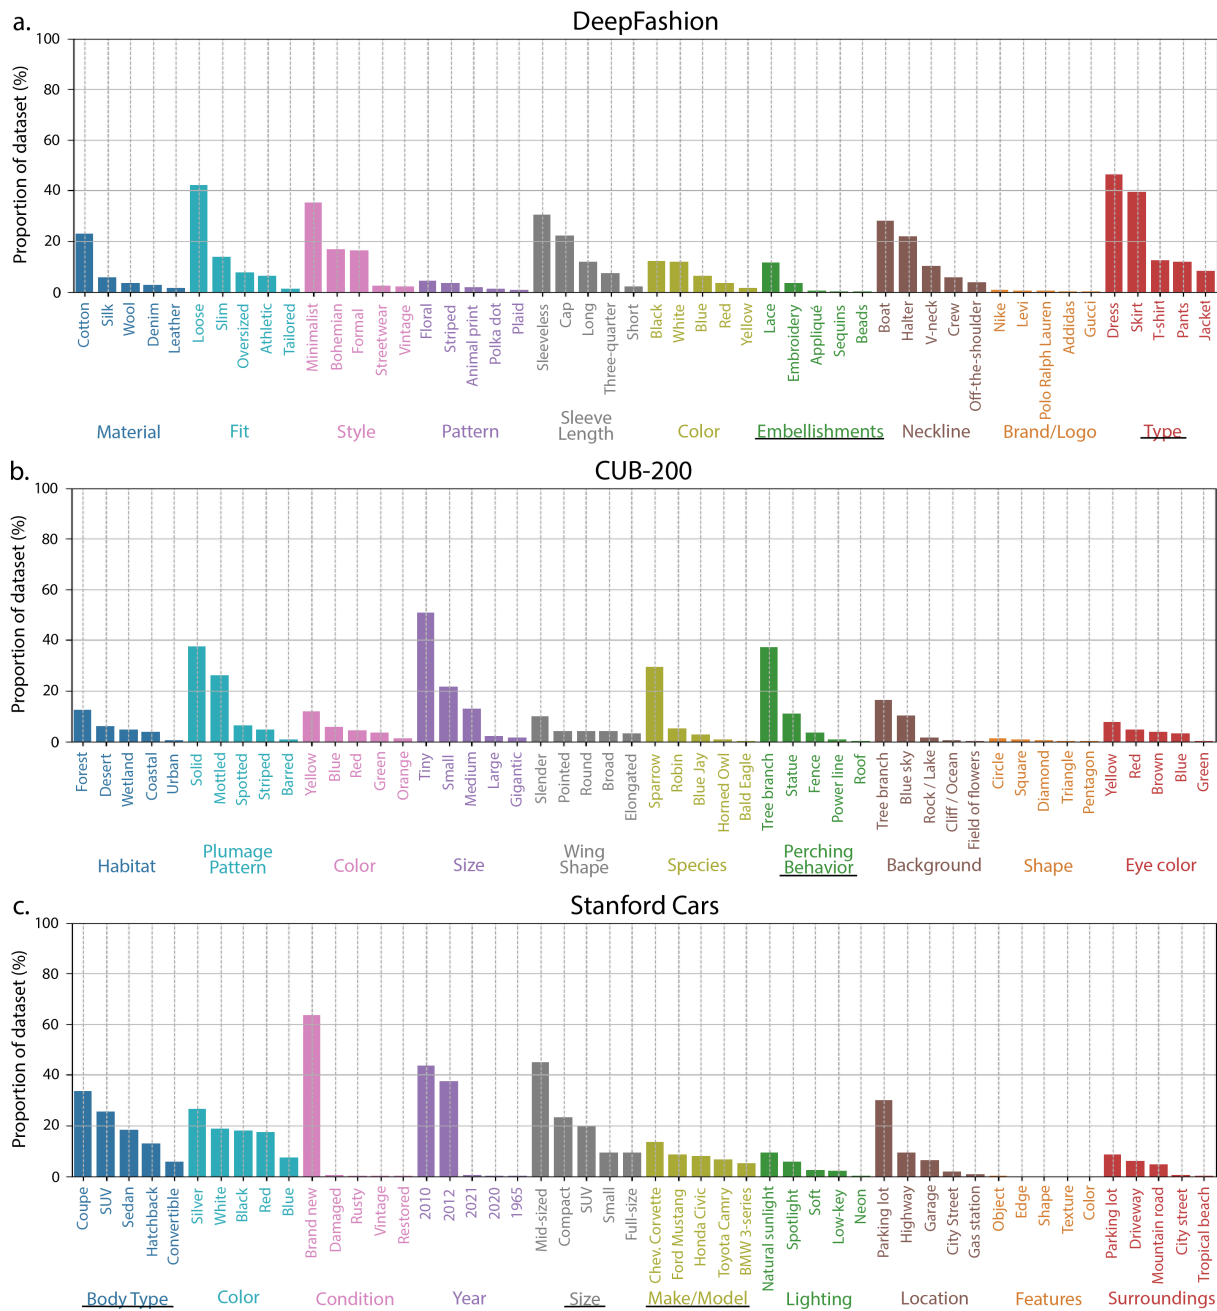 a.
DeepFashion
Proportion of dataset (%)
100
80
60
40
20
0
Cotton
Silk
Wool
Denim
Leather
Loose
Slim
Oversized
Athletic
Tailored
Minimalist
Bohemian
Formal
Streetwear
Vintage
Floral
Striped
Animal print
Polka dot
Plaid
Sleeveless
Cap
Long
Three-quarter
Short
Black
White
Blue
Red
Yellow
Lace
Embroidery
Appliqué
Sequins
Beads
Boat
Halter
V-neck
Crew
Off-the-shoulder
Nike
Levi
Polo Ralph Lauren
Addidas
Gucci
Dress
Skirt
T-shirt
Pants
Jacket
Material
Fit
Style
Pattern
Sleeve
Length
Color
Embellishments
Neckline
Brand/Logo
Type
b.
CUB-200
Proportion of dataset (%)
100
80
60
40
20
0
Forest
Desert
Wetland
Coastal
Urban
Solid
Mottled
Spotted
Striped
Barred
Yellow
Blue
Red
Green
Orange
Tiny
Small
Medium
Large
Gigantic
Slender
Pointed
Round
Broad
Elongated
Sparrow
Robin
Blue Jay
Horned Owl
Bald Eagle
Tree branch
Statue
Fence
Power line
Roof
Tree branch
Blue sky
Rock / Lake
Cliff / Ocean
Field of flowers
Circle
Square
Diamond
Triangle
Pentagon
Yellow
Red
Brown
Blue
Green
Habitat
Plumage
Pattern
Color
Size
Wing
Shape
Species
Perching
Behavior
Background
Shape
Eye color
c.
Stanford Cars
Proportion of dataset (%)
100
80
60
40
20
0
Coupe
SUV
Sedan
Hatchback
Convertible
Silver
White
Black
Red
Blue
Brand new
Damaged
Rusty
Vintage
Restored
2010
2012
2021
2020
1965
Mid-sized
Compact
SUV
Small
Full-size
Chev. Corvette
Ford Mustang
Honda Civic
Toyota Camry
BMW 3-series
Natural sunlight
Spotlight
Soft
Low-key
Neon
Parking lot
Highway
Garage
City Street
Gas station
Object
Edge
Shape
Texture
Color
Parking lot
Driveway
Mountain road
City street
Tropical beach
Body Type
Color
Condition
Year
Size
Make/Model
Lighting
Location
Features
Surroundings